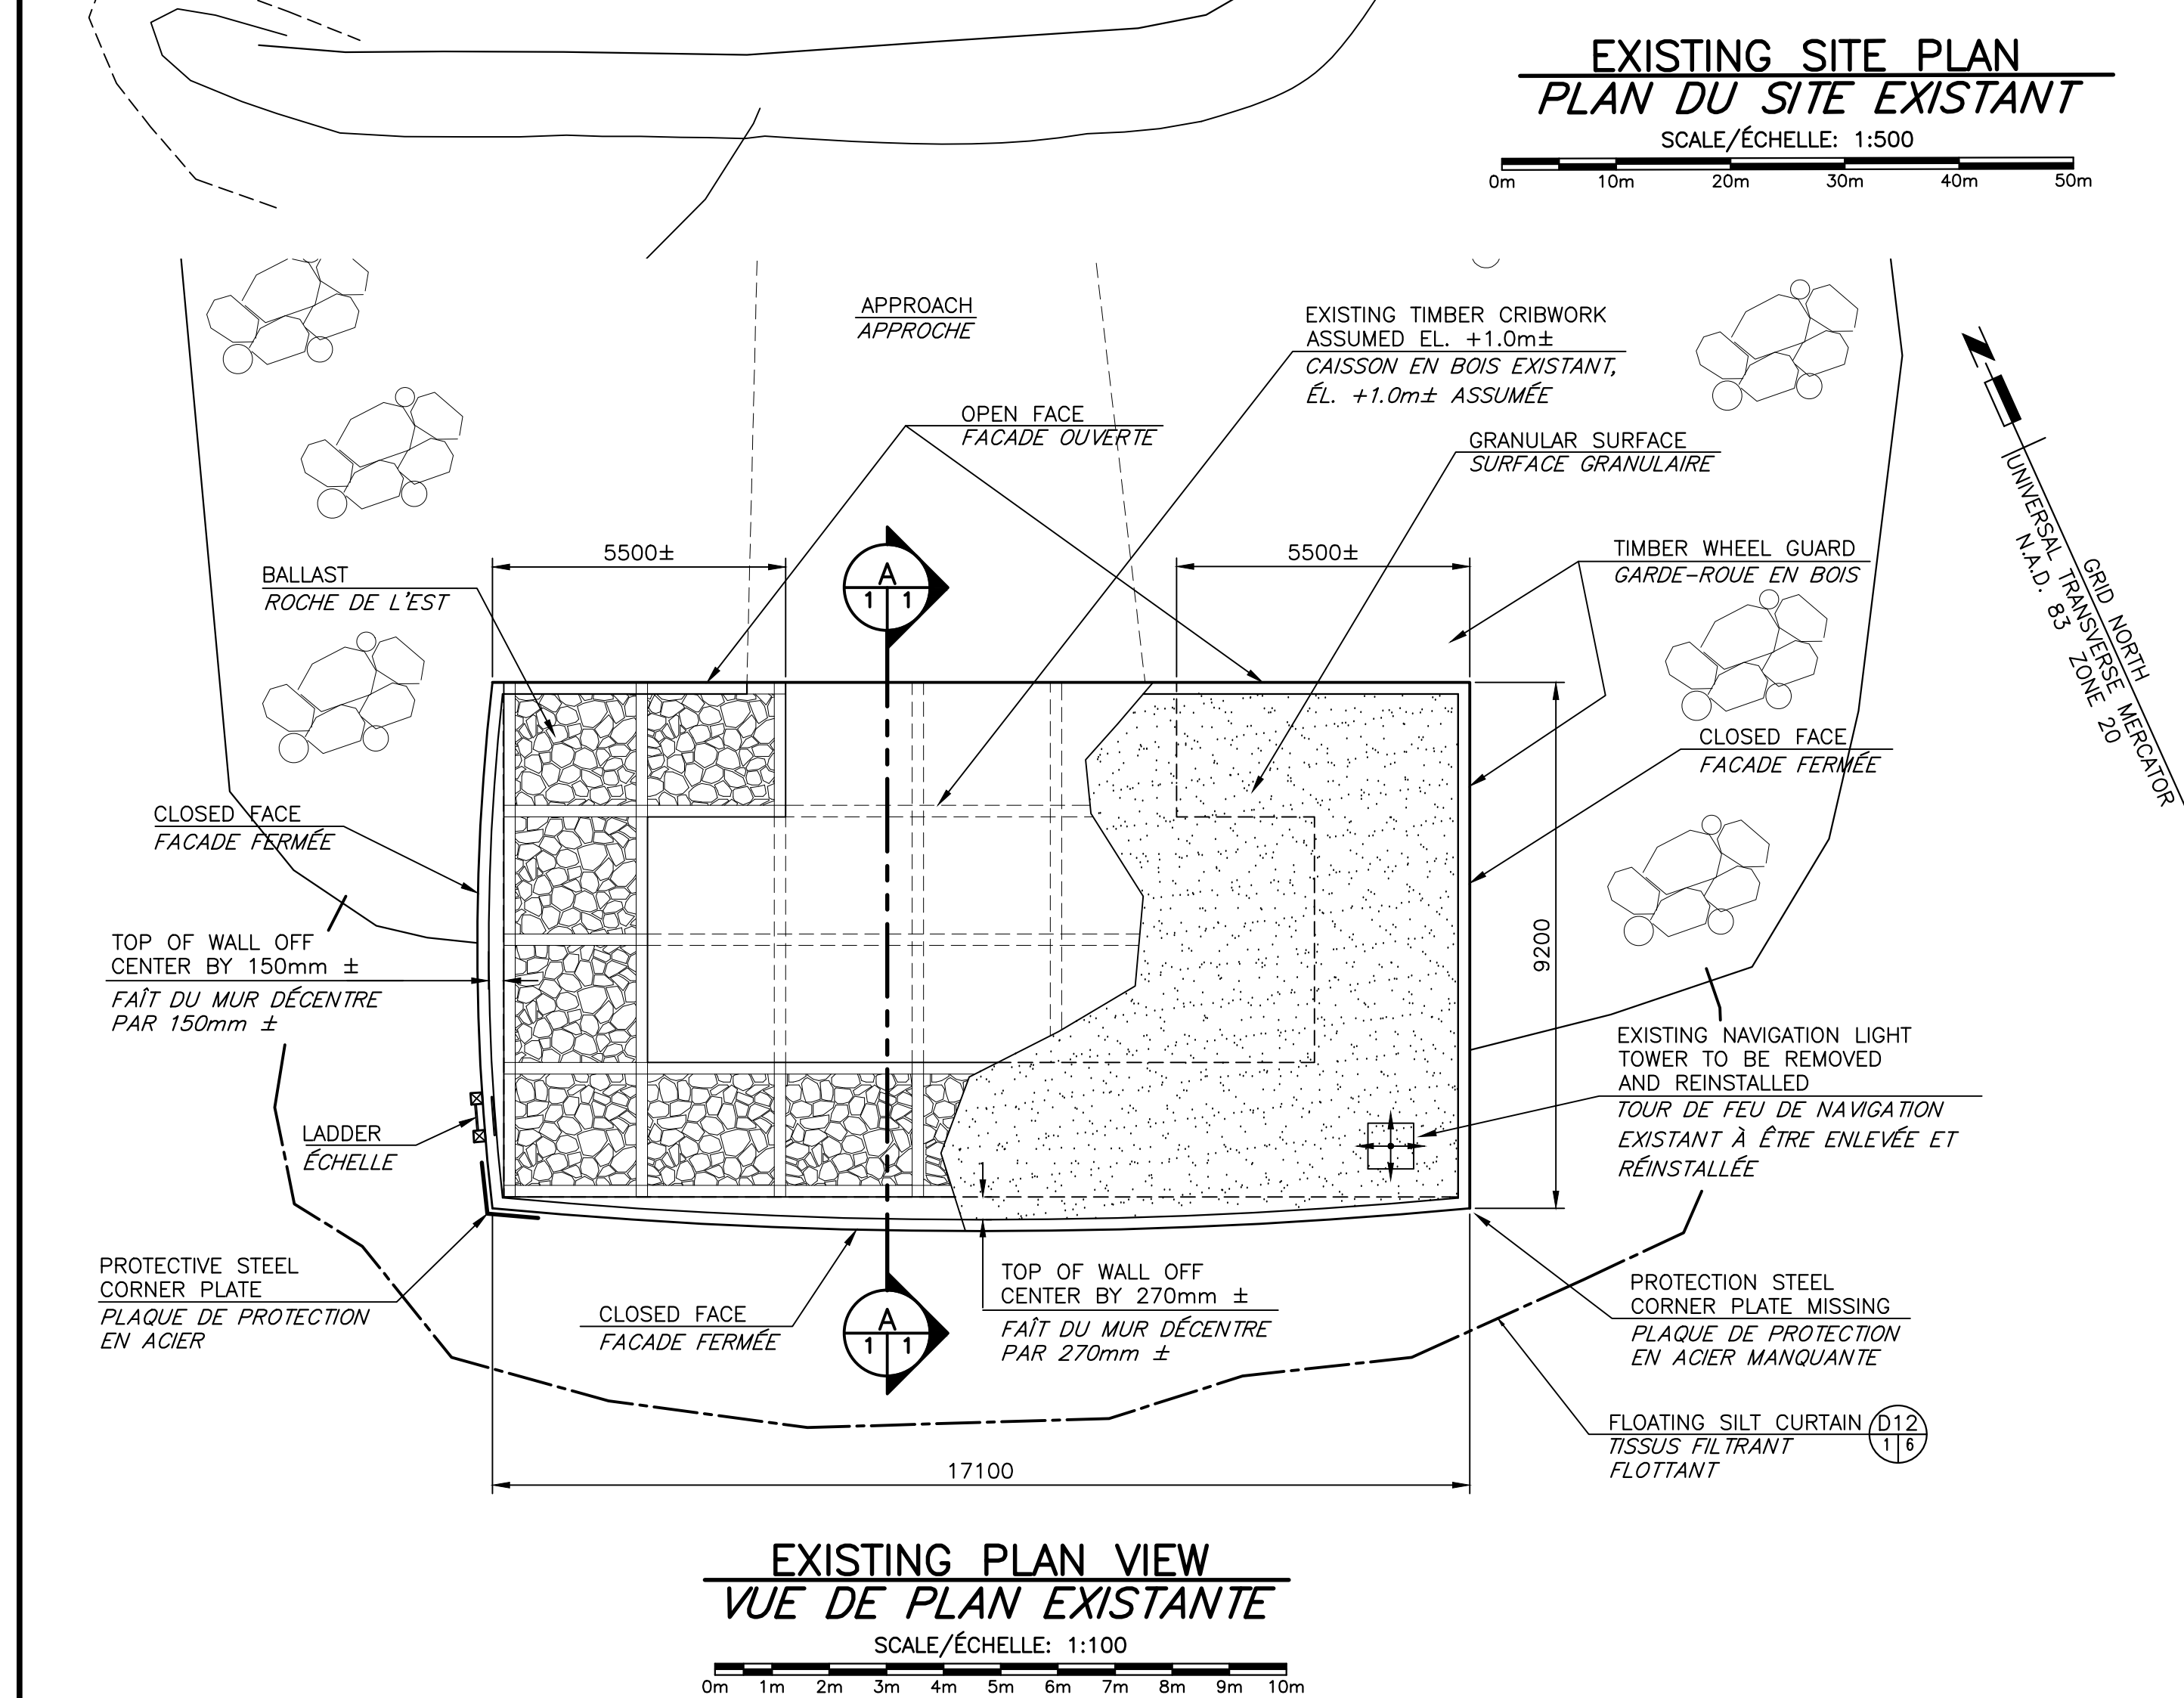 EXISTING SITE PLAN
PLAN DU SITE EXISTANT
SCALE/ÉCHELLE: 1:500
0m 10m 20m 30m 40m 50m
APPROACH
APPROCHE
EXISTING TIMBER CRIBWORK
ASSUMED EL. +1.0m±
CAISSON EN BOIS EXISTANT,
ÉL. +1.0m± ASSUMÉE
OPEN FACE
FACADE OUVERTE
GRANULAR SURFACE
SURFACE GRANULAIRE
GRID NORTH
UNIVERSAL TRANSVERSE MERCATOR
N.A.D. 83 ZONE 20
5500±
5500±
TIMBER WHEEL GUARD
GARDE-ROUE EN BOIS
BALLAST
ROCHE DE L'EST
A
1 1
CLOSED FACE
FACADE FERMÉE
CLOSED FACE
FACADE FERMÉE
9200
TOP OF WALL OFF
CENTER BY 150mm ±
FAÎT DU MUR DÉCENTRE
PAR 150mm ±
EXISTING NAVIGATION LIGHT
TOWER TO BE REMOVED
AND REINSTALLED
TOUR DE FEU DE NAVIGATION
EXISTANT À ÊTRE ENLEVÉE ET
RÉINSTALLÉE
LADDER
ÉCHELLE
PROTECTIVE STEEL
CORNER PLATE
PLAQUE DE PROTECTION
EN ACIER
CLOSED FACE
FACADE FERMÉE
A
1 1
TOP OF WALL OFF
CENTER BY 270mm ±
FAÎT DU MUR DÉCENTRE
PAR 270mm ±
PROTECTION STEEL
CORNER PLATE MISSING
PLAQUE DE PROTECTION
EN ACIER MANQUANTE
FLOATING SILT CURTAIN
TISSUS FILTRANT
FLOTTANT
D12
1 6
17100
EXISTING PLAN VIEW
VUE DE PLAN EXISTANTE
SCALE/ÉCHELLE: 1:100
0m 1m 2m 3m 4m 5m 6m 7m 8m 9m 10m